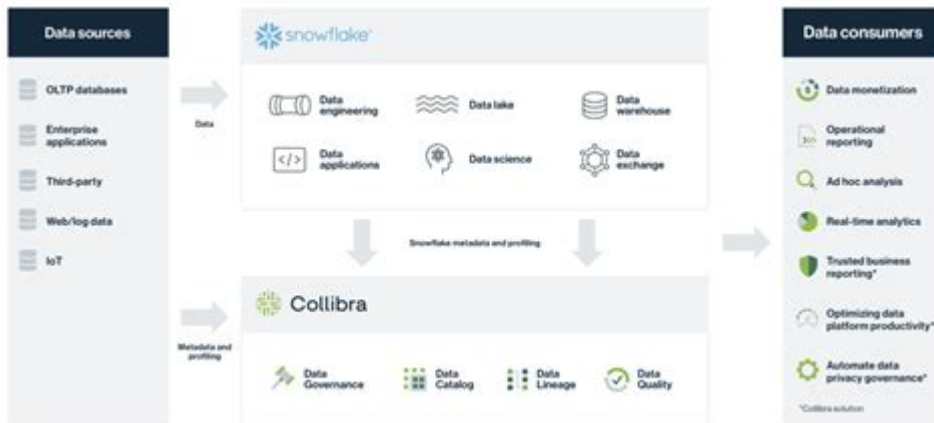 Data sources
OLTP databases
Enterprise
applications
Third-party
Web/log data
IoT
Data
Metadata and
profiling
snowflake®
Data
engineering
Data lake
Data
warehouse
Data
applications
Data science
Data
exchange
Snowflake metadata and profiling
Collibra
Data
Governance
Data
Catalog
Data
Lineage
Data
Quality
Data consumers
Data monetization
Operational
reporting
Ad hoc analysis
Real-time analytics
Trusted business
reporting*
Optimizing data
platform productivity*
Automate data
privacy governance*
*Collibra solution